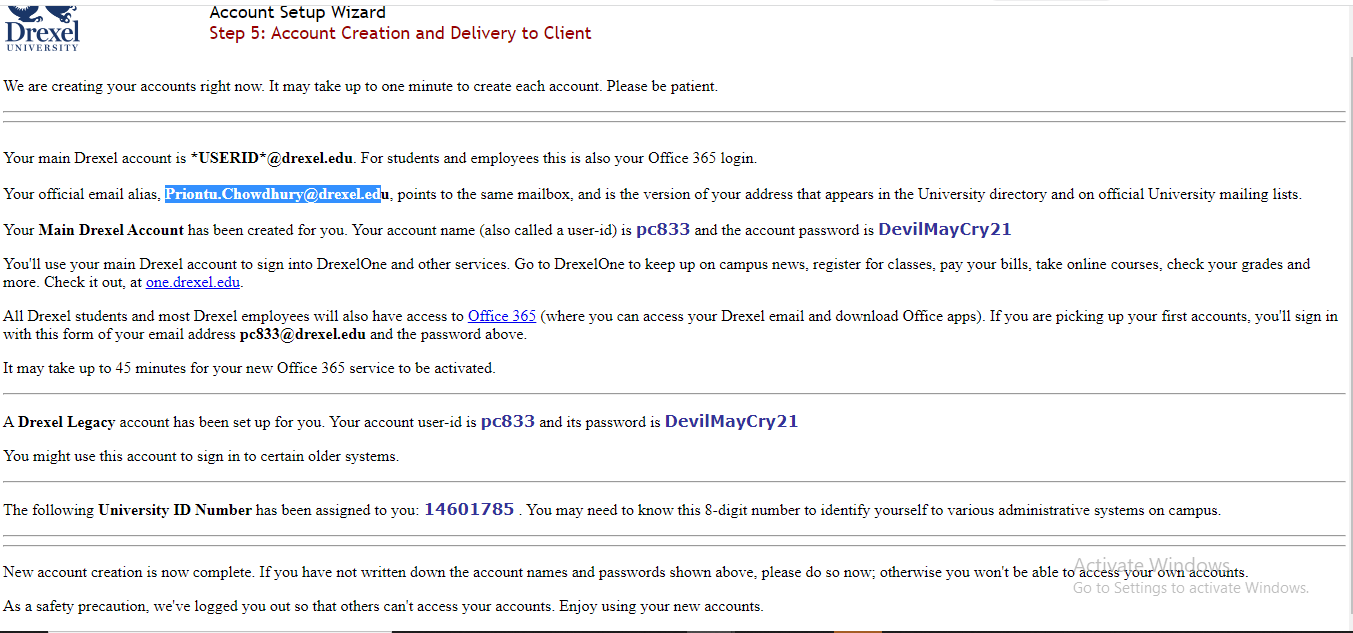 Drexel
UNIVERSITY
Account Setup Wizard
Step 5: Account Creation and Delivery to Client
We are creating your accounts right now. It may take up to one minute to create each account. Please be patient.
Your main Drexel account is *USERID*@drexel.edu. For students and employees this is also your Office 365 login.
Your official email alias, Priontu.Chowdhury@drexel.edu, points to the same mailbox, and is the version of your address that appears in the University directory and on official University mailing lists.
Your Main Drexel Account has been created for you. Your account name (also called a user-id) is pc833 and the account password is DevilMayCry21
You'll use your main Drexel account to sign into DrexelOne and other services. Go to DrexelOne to keep up on campus news, register for classes, pay your bills, take online courses, check your grades and
more. Check it out, at one.drexel.edu.
All Drexel students and most Drexel employees will also have access to Office 365 (where you can access your Drexel email and download Office apps). If you are picking up your first accounts, you'll sign in
with this form of your email address pc833@drexel.edu and the password above.
It may take up to 45 minutes for your new Office 365 service to be activated.
A Drexel Legacy account has been set up for you. Your account user-id is pc833 and its password is DevilMayCry21
You might use this account to sign in to certain older systems.
The following University ID Number has been assigned to you: 14601785 . You may need to know this 8-digit number to identify yourself to various administrative systems on campus.
New account creation is now complete. If you have not written down the account names and passwords shown above, please do so now; otherwise you won't be able to access your own accounts.
As a safety precaution, we've logged you out so that others can't access your accounts. Enjoy using your new accounts.
Activate Windows
Go to Settings to activate Windows.